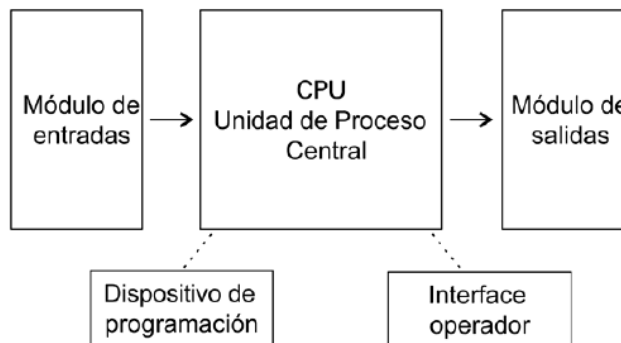 Módulo de
entradas
CPU
Unidad de Proceso
Central
Módulo de
salidas
Dispositivo de
programación
Interface
operador